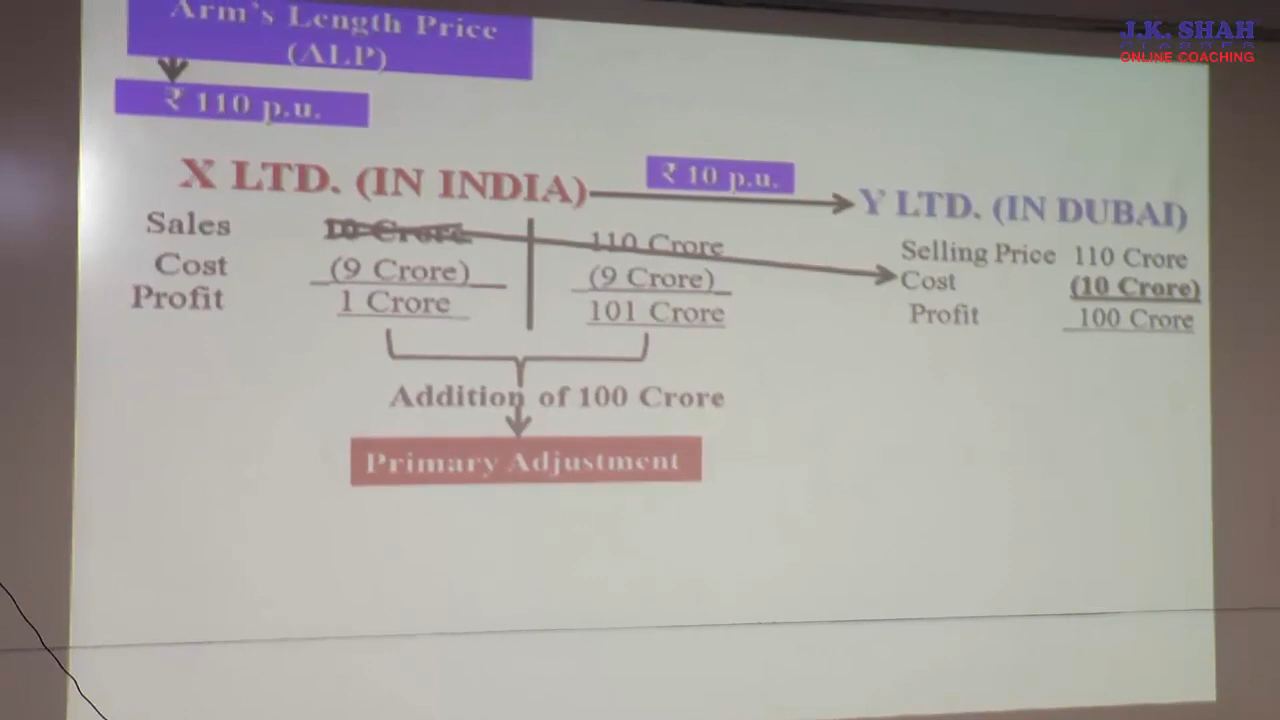 Arm's Length Price
(ALP)
J.K. SHAH
CLASSES
ONLINE COACHING
₹ 110 p.u.
X LTD. (IN INDIA)
₹ 10 p.u.
Y LTD. (IN DUBAI)
Sales 10 Crore 110 Crore
Cost (9 Crore) (9 Crore)
Profit 1 Crore 101 Crore
Selling Price 110 Crore
Cost (10 Crore)
Profit 100 Crore
Addition of 100 Crore
Primary Adjustment